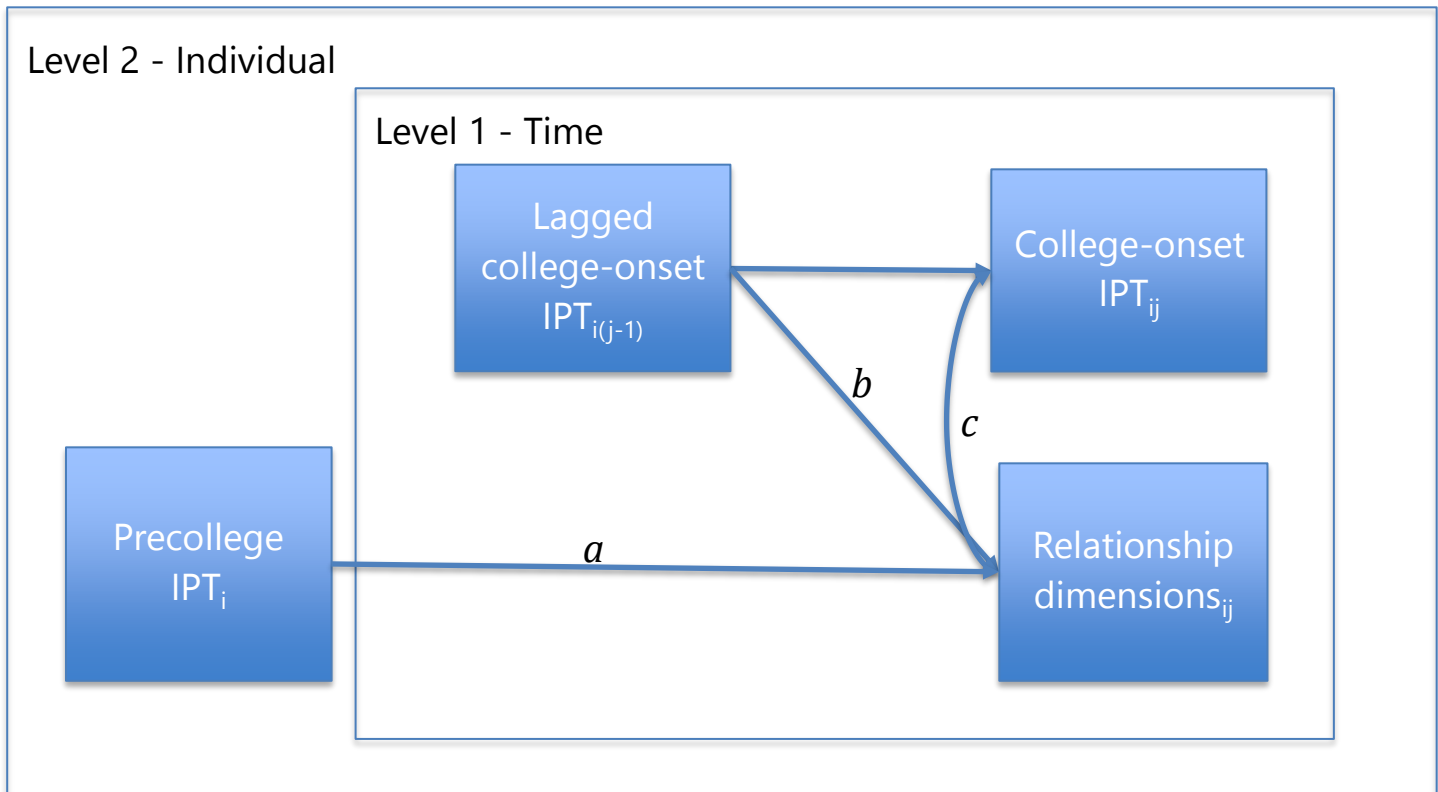 Level 2 - Individual
Level 1 - Time
Lagged
college-onset
IPTi(j-1)
College-onset
IPTij
b
c
Precollege
IPTi
a
Relationship
dimensionsij